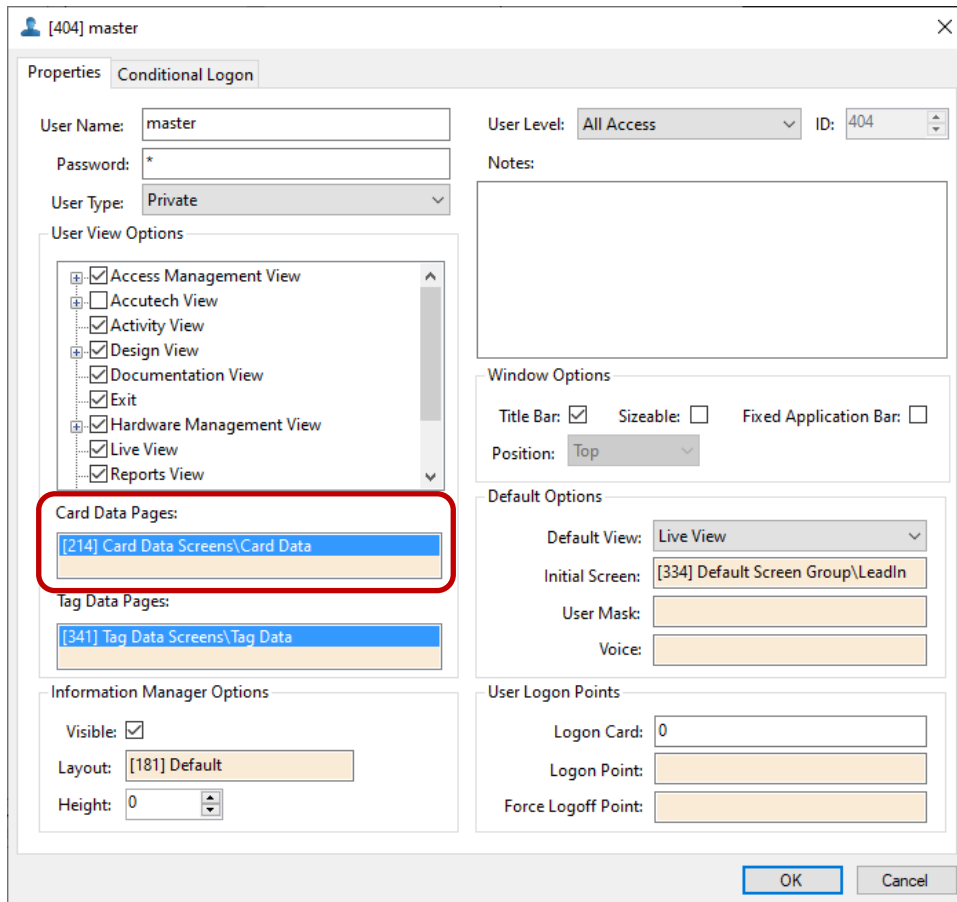 [404] master
Properties
Conditional Logon
User Name: master
Password: *
User Type: Private
User View Options
Access Management View
Accutech View
Activity View
Design View
Documentation View
Exit
Hardware Management View
Live View
Reports View
Card Data Pages:
[214] Card Data Screens\Card Data
Tag Data Pages:
[341] Tag Data Screens\Tag Data
Information Manager Options
Visible:
Layout: [181] Default
Height: 0
User Level: All Access ID: 404
Notes:
Window Options
Title Bar: Sizeable: Fixed Application Bar:
Position: Top
Default Options
Default View: Live View
Initial Screen: [334] Default Screen Group\LeadIn
User Mask:
Voice:
User Logon Points
Logon Card: 0
Logon Point:
Force Logoff Point:
OK Cancel